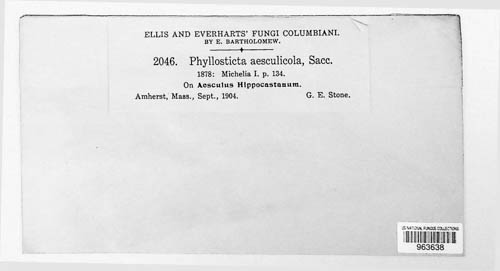 ELLIS AND EVERHARTS' FUNGI COLUMBIANI.
BY E. BARTHOLOMEW.
2046. Phyllosticta aesculicola, Sacc.
1878: Michelia I. p. 134.
On Aesculus Hippocastanum.
Amherst, Mass., Sept., 1904. G. E. Stone.
US NATIONAL FUNGUS COLLECTIONS
963638